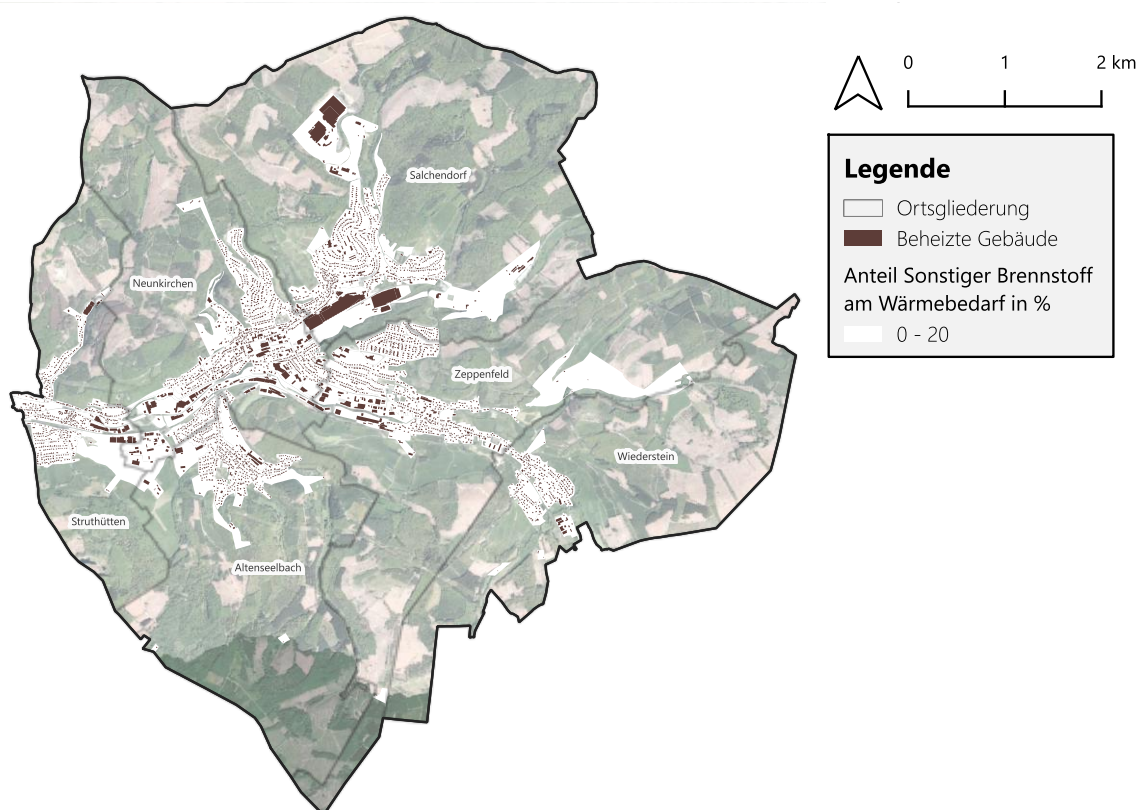 0 1 2 km
Legende
Ortsgliederung
Beheizte Gebäude
Anteil Sonstiger Brennstoff
am Wärmebedarf in %
0 - 20
Salchendorf
Neunkirchen
Zeppenfeld
Wiederstein
Struthütten
Altenseelbach